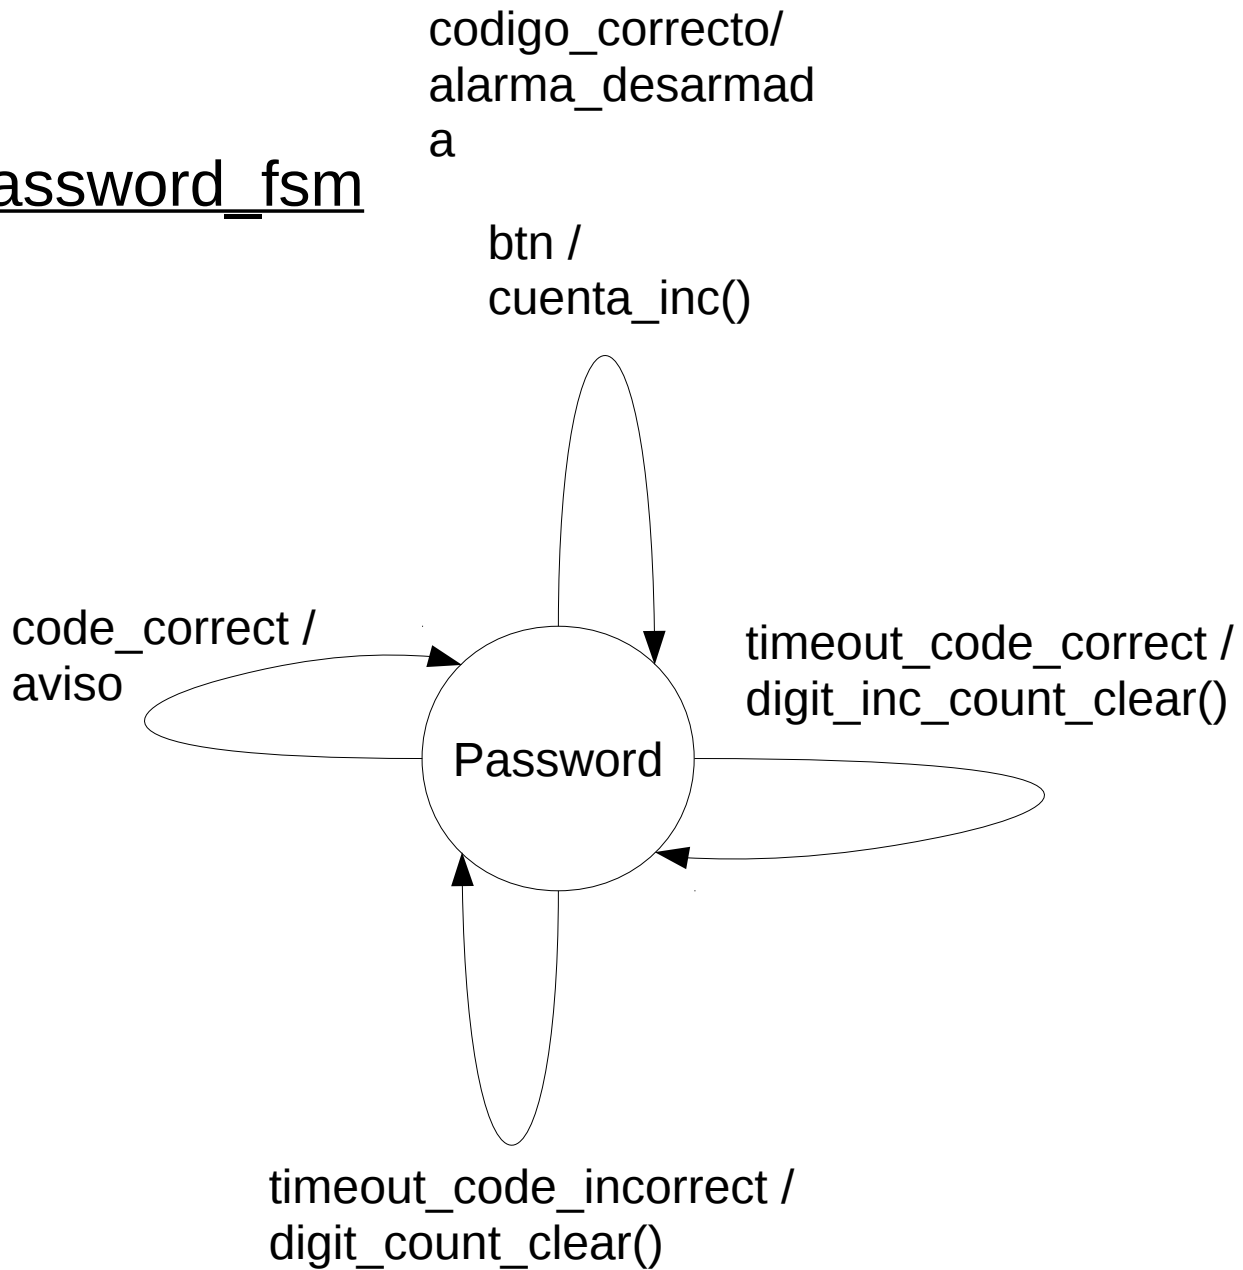 codigo_correcto/
alarma_desarmad
a
assword_fsm
btn /
cuenta_inc()
code_correct /
aviso
timeout_code_correct /
digit_inc_count_clear()
Password
timeout_code_incorrect /
digit_count_clear()